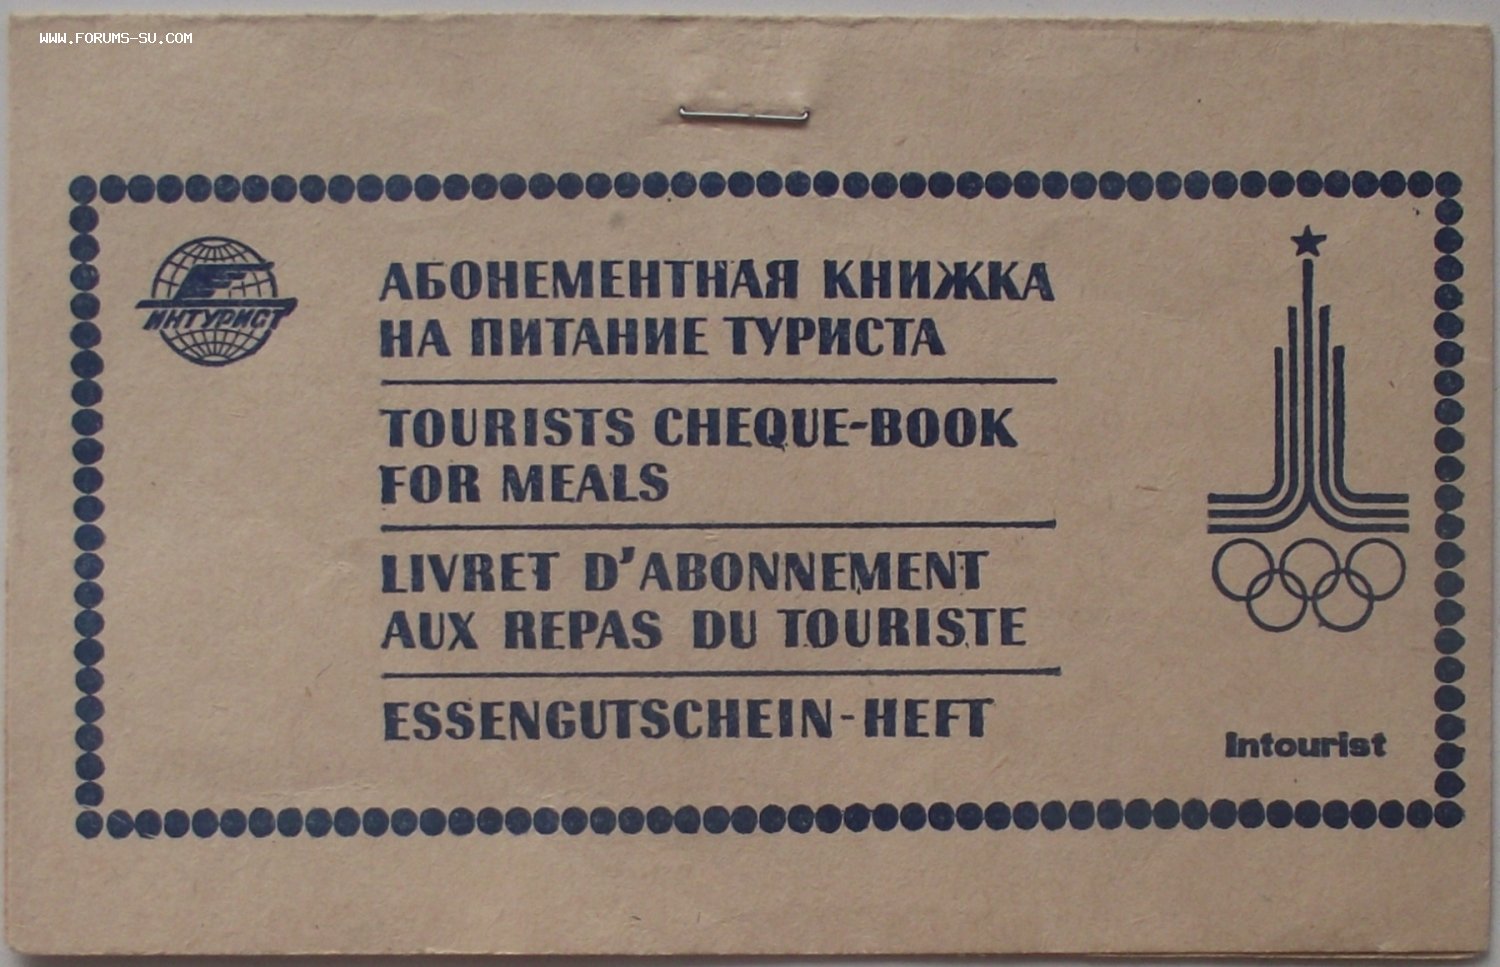 WWW.FORUMS-SU.COM
ИНТУРИСТ
АБОНЕМЕНТНАЯ КНИЖКА
НА ПИТАНИЕ ТУРИСТА
TOURISTS CHEQUE-BOOK
FOR MEALS
LIVRET D'ABONNEMENT
AUX REPAS DU TOURISTE
ESSENGUTSCHEIN-HEFT
Intourist